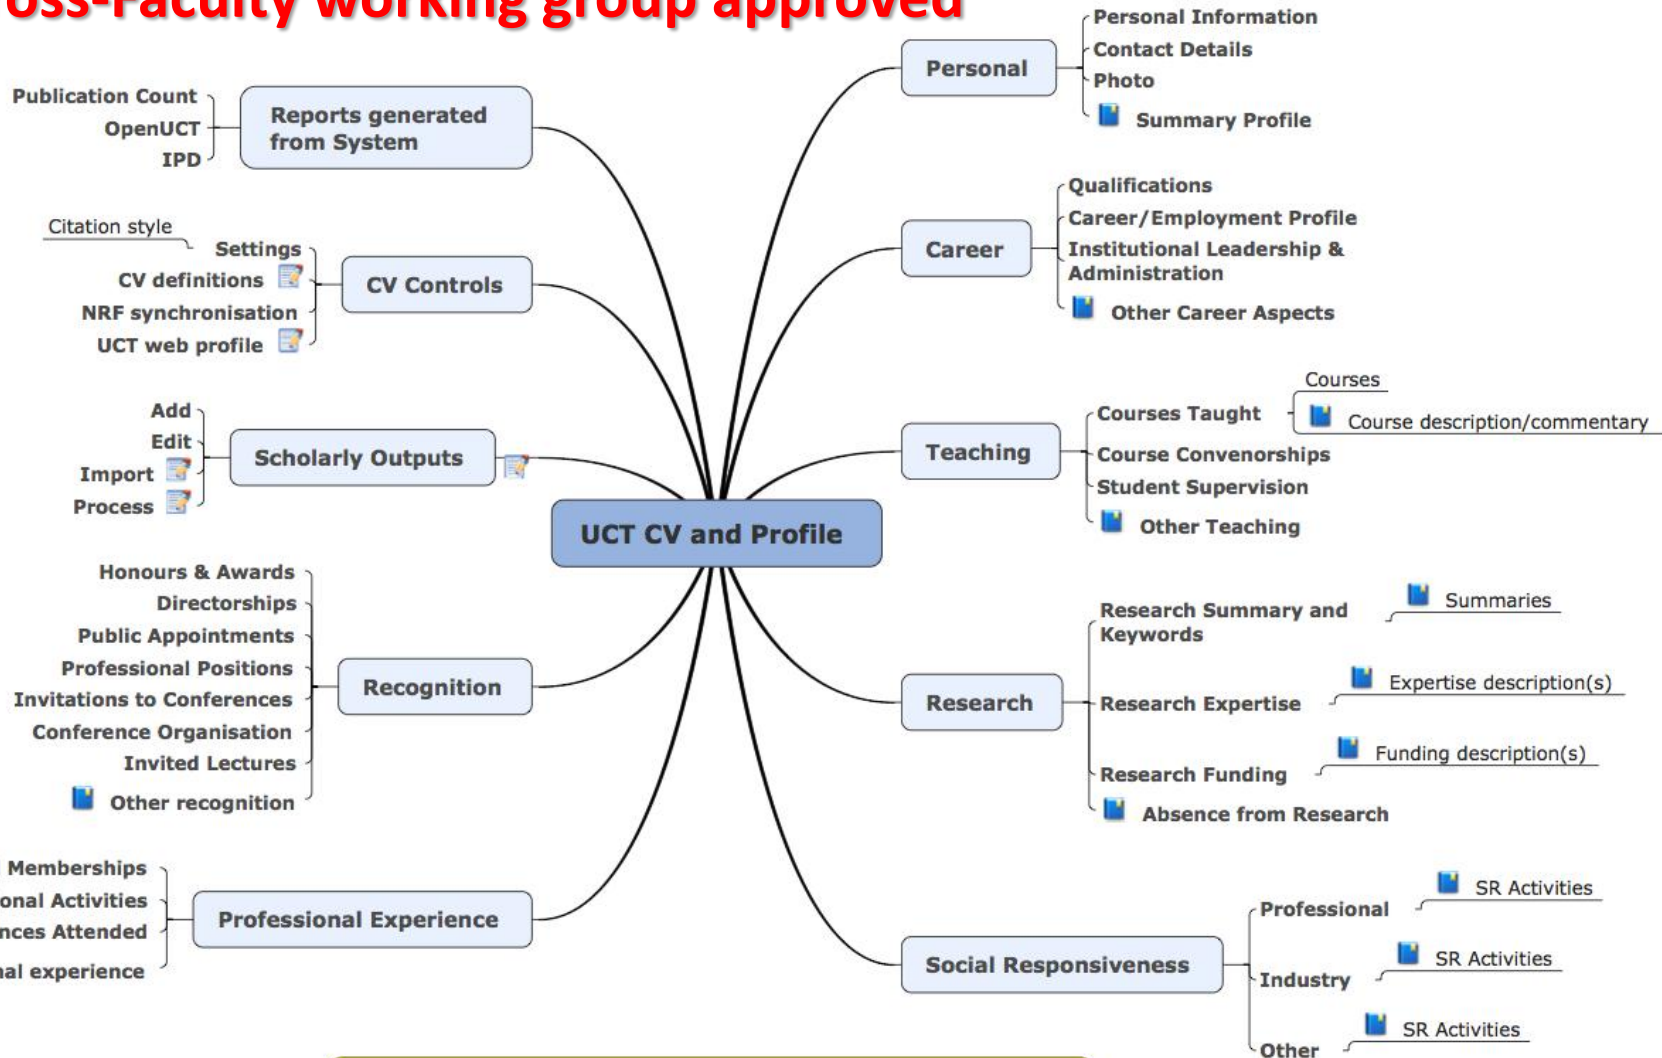 working group approved
Personal
Personal Information
Contact Details
Photo
Summary Profile
Career
Qualifications
Career/Employment Profile
Institutional Leadership &
Administration
Other Career Aspects
Teaching
Courses Taught
Courses
Course description/commentary
Course Convenorships
Student Supervision
Other Teaching
Research
Research Summary and
Keywords
Summaries
Research Expertise
Expertise description(s)
Research Funding
Funding description(s)
Absence from Research
Social Responsiveness
Professional
SR Activities
Industry
SR Activities
Other
SR Activities
UCT CV and Profile
Reports generated
from System
Publication Count
OpenUCT
IPD
CV Controls
Citation style
Settings
CV definitions
NRF synchronisation
UCT web profile
Scholarly Outputs
Add
Edit
Import
Process
Recognition
Honours & Awards
Directorships
Public Appointments
Professional Positions
Invitations to Conferences
Conference Organisation
Invited Lectures
Other recognition
Professional Experience
Memberships
Activities
Attended
experience